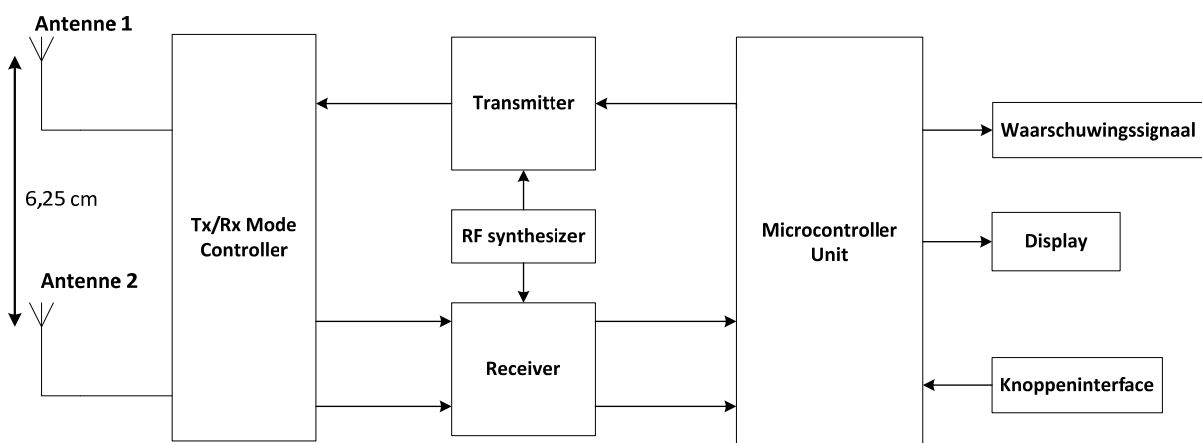 Antenne 1
6,25 cm
Antenne 2
Tx/Rx Mode
Controller
Transmitter
RF synthesizer
Receiver
Microcontroller
Unit
Waarschuwingssignaal
Display
Knoppeninterface